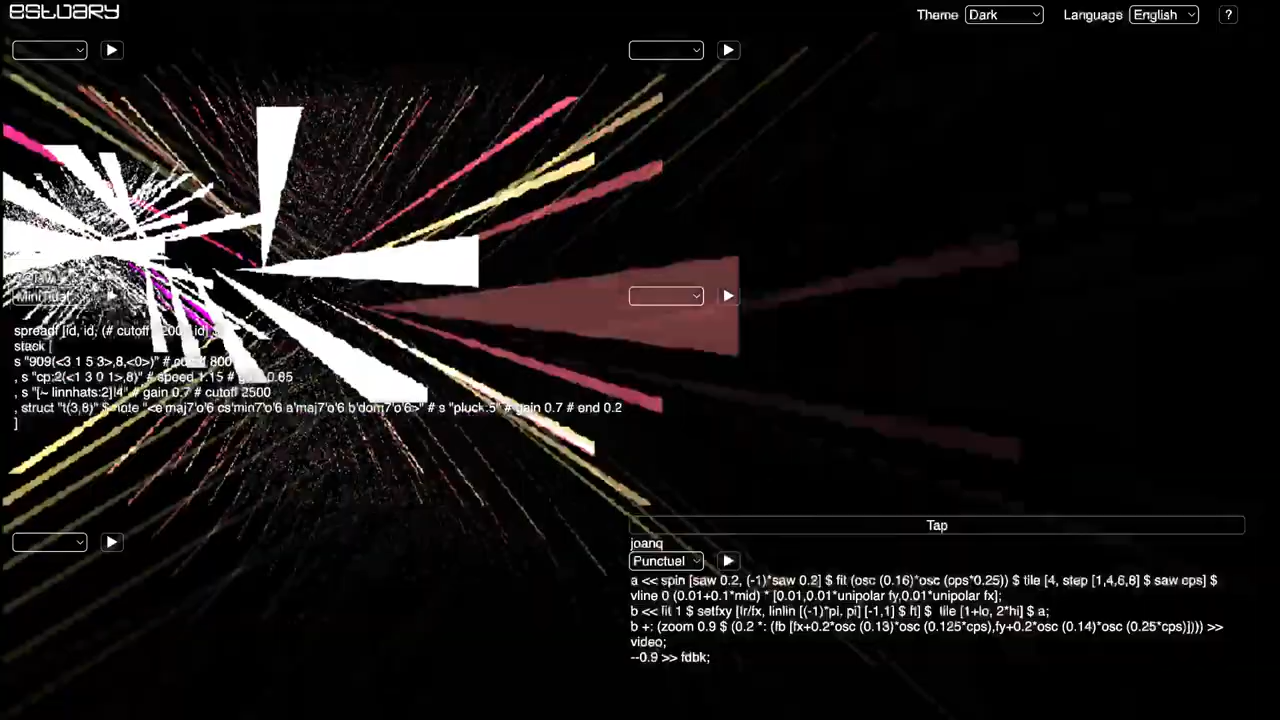 estuary
Theme Dark Language English ?
MiniTidal
spread! [id, id, (# cutoff 1200), id] $
stack [
s "909(<3 1 5 3>,8,<0>)" # cutoff 800
, s "cp:2(<1 3 0 1>,8)" # speed 1.15 # gain 0.85
, s "[~ linnhats:2]!4" # gain 0.7 # cutoff 2500
, struct "t(3,8)" $ note "<e'maj7'o'6 cs'min7'o'6 a'maj7'o'6 b'dom7'o'6>" # s "pluck:5" # gain 0.7 # end 0.2
]
Tap
joanq
Punctual
a << spin [saw 0.2, (-1)*saw 0.2] $ fit (osc (0.16)*osc (cps*0.25)) $ tile [4, step [1,4,6,8] $ saw cps] $
vline 0 (0.01+0.1*mid) * [0.01,0.01*unipolar fy,0.01*unipolar fx];
b << fit 1 $ setfxy [fr/fx, linlin [(-1)*pi, pi] [-1,1] $ ft] $ tile [1+lo, 2*hi] $ a;
b +: (zoom 0.9 $ (0.2 *: (fb [fx+0.2*osc (0.13)*osc (0.125*cps),fy+0.2*osc (0.14)*osc (0.25*cps)]))) >>
video;
--0.9 >> fdbk;